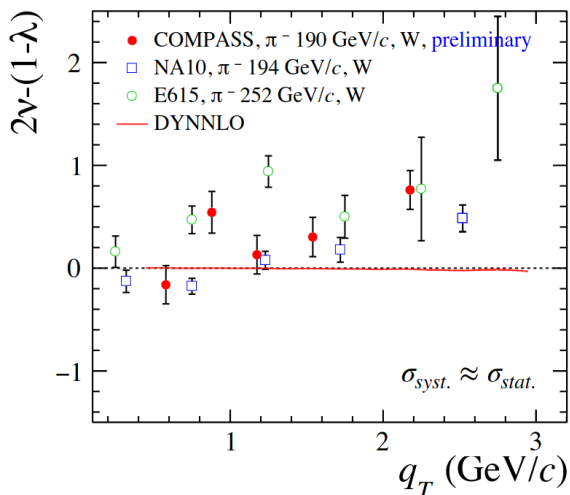 2ν-(1-λ)
2
1
0
−1
COMPASS, π⁻ 190 GeV/c, W, preliminary
NA10, π⁻ 194 GeV/c, W
E615, π⁻ 252 GeV/c, W
DYNNLO
σsyst. ≈ σstat.
1 2 3
qT (GeV/c)